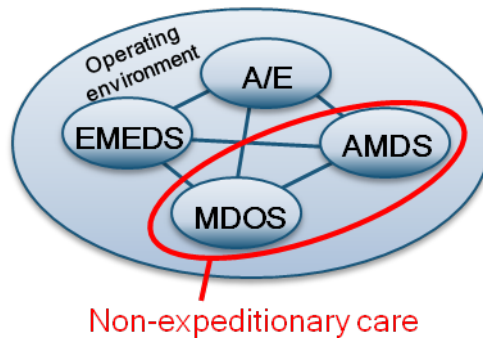 Operating
environment
A/E
EMEDS
AMDS
MDOS
Non-expeditionary care